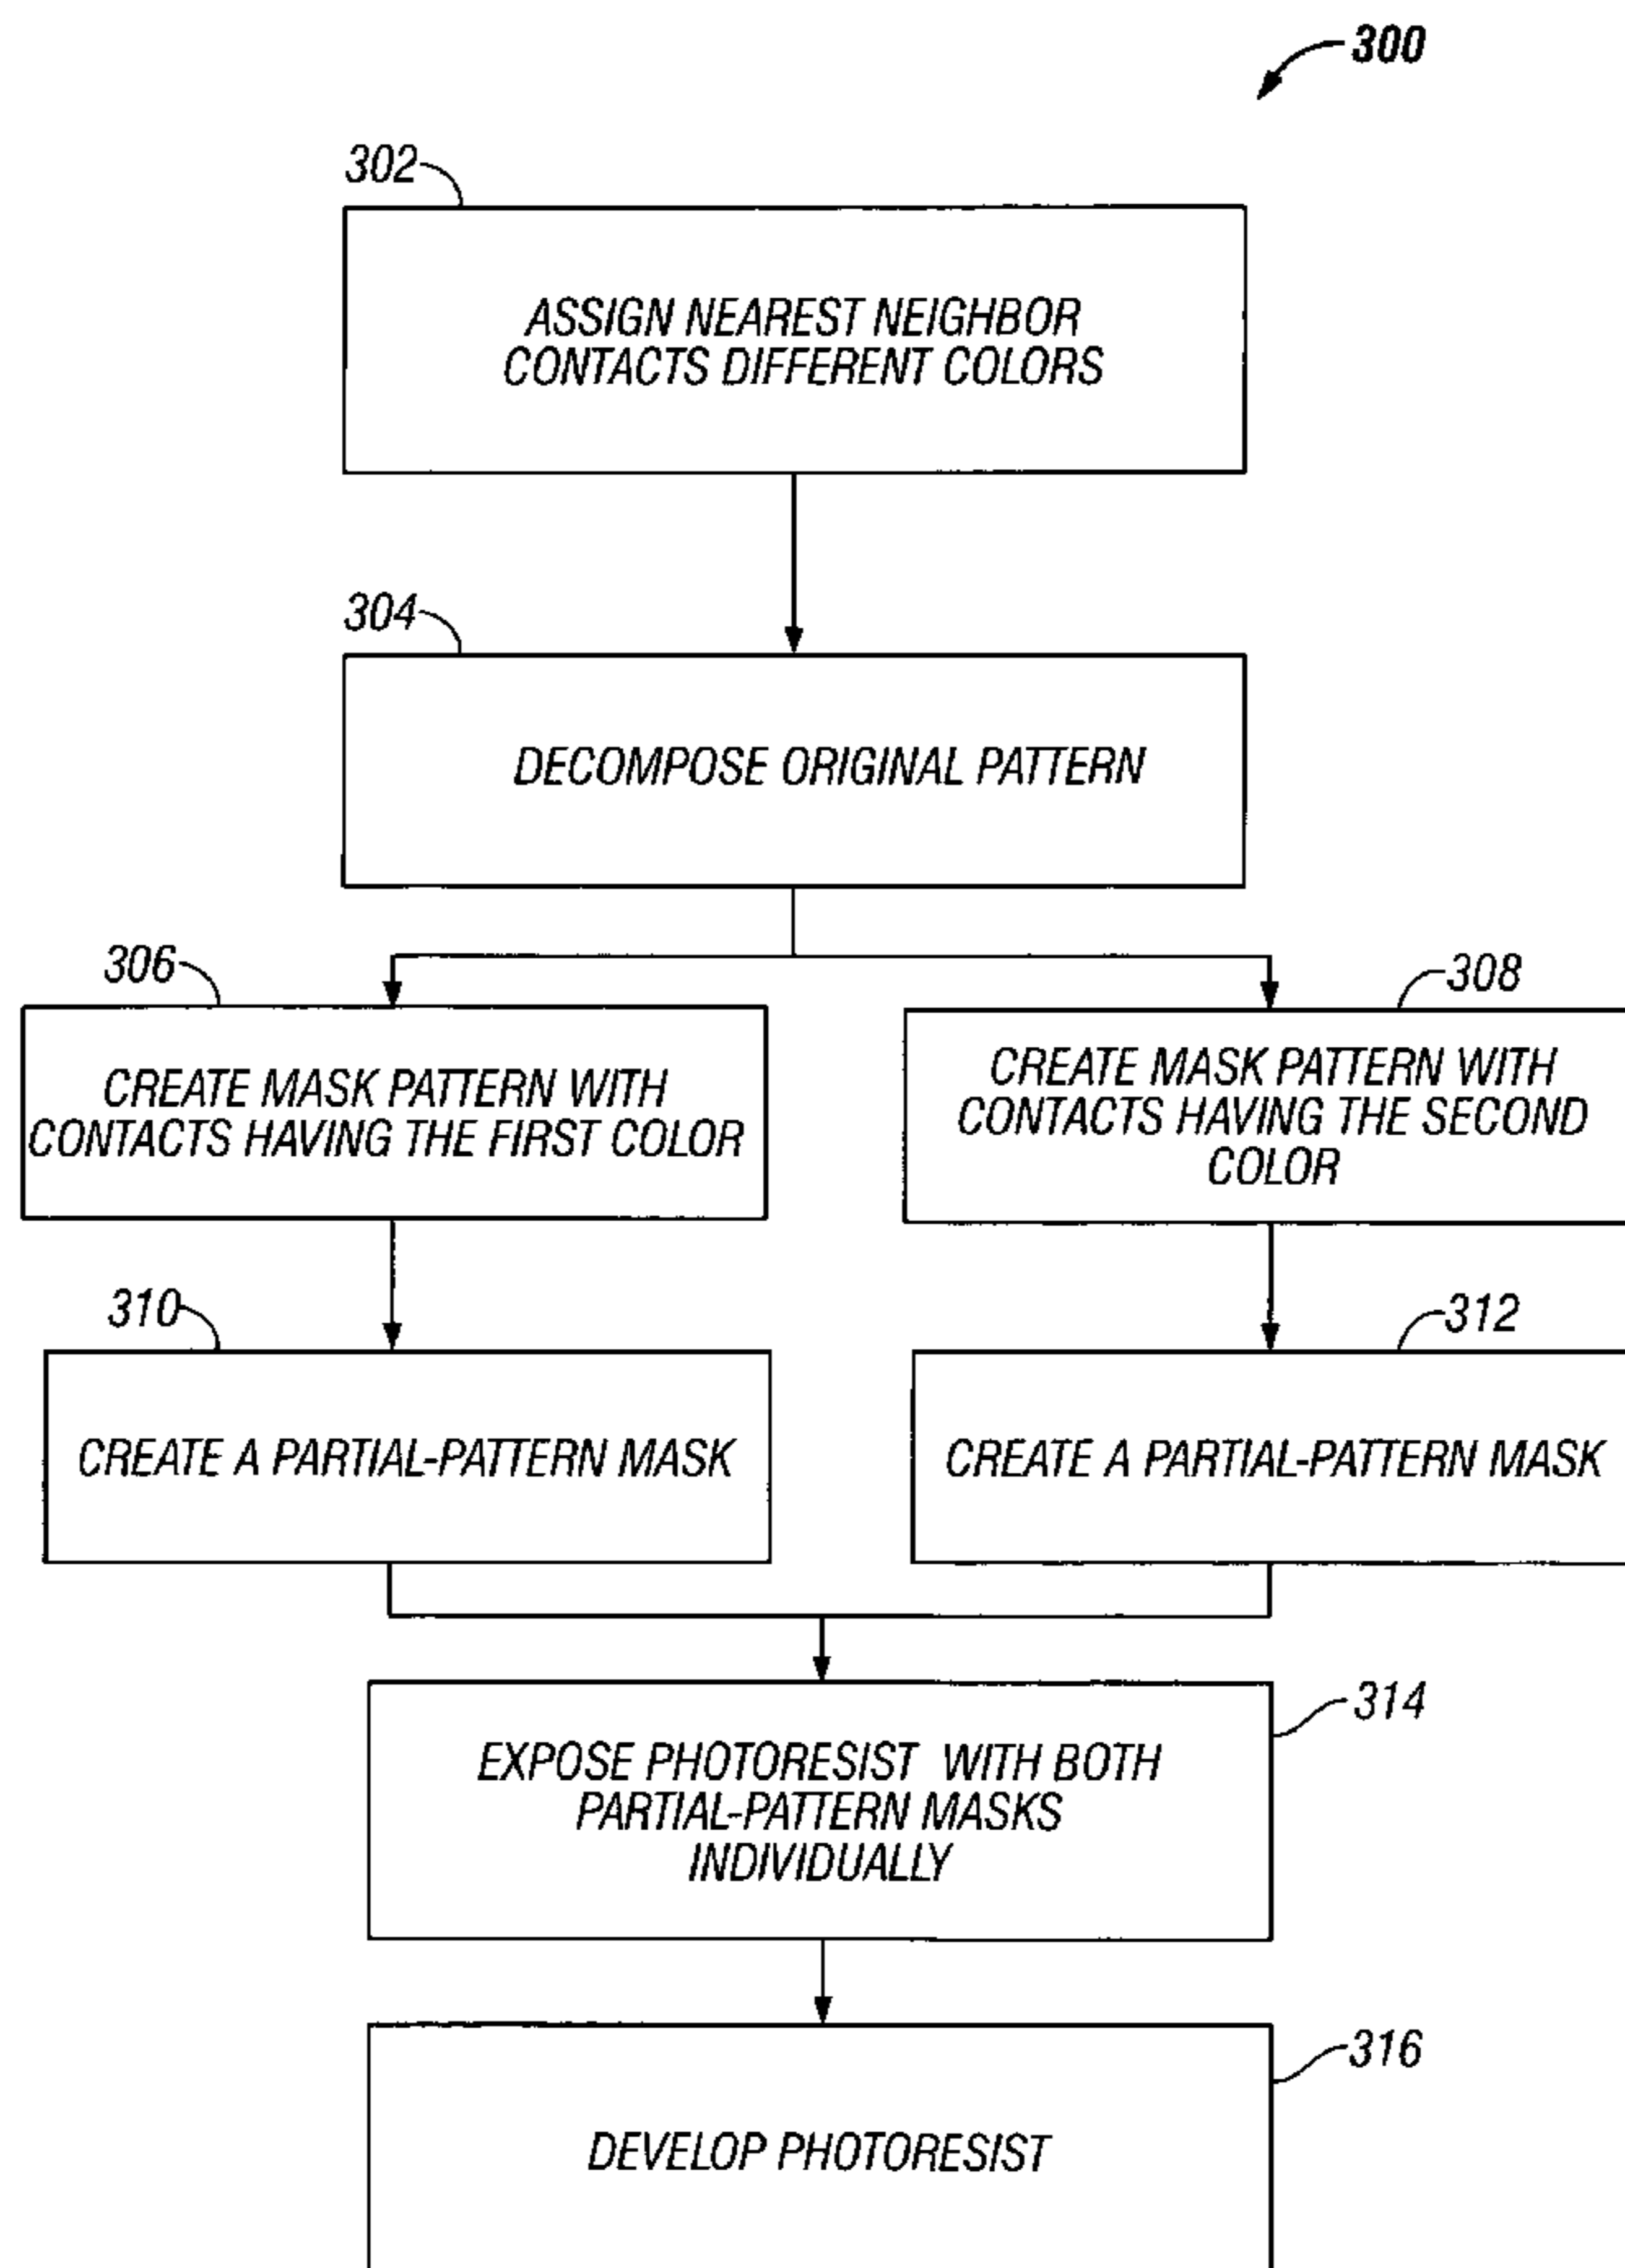 300
302
ASSIGN NEAREST NEIGHBOR
CONTACTS DIFFERENT COLORS
304
DECOMPOSE ORIGINAL PATTERN
306
CREATE MASK PATTERN WITH
CONTACTS HAVING THE FIRST COLOR
308
CREATE MASK PATTERN WITH
CONTACTS HAVING THE SECOND
COLOR
310
CREATE A PARTIAL-PATTERN MASK
312
CREATE A PARTIAL-PATTERN MASK
314
EXPOSE PHOTORESIST WITH BOTH
PARTIAL-PATTERN MASKS
INDIVIDUALLY
316
DEVELOP PHOTORESIST